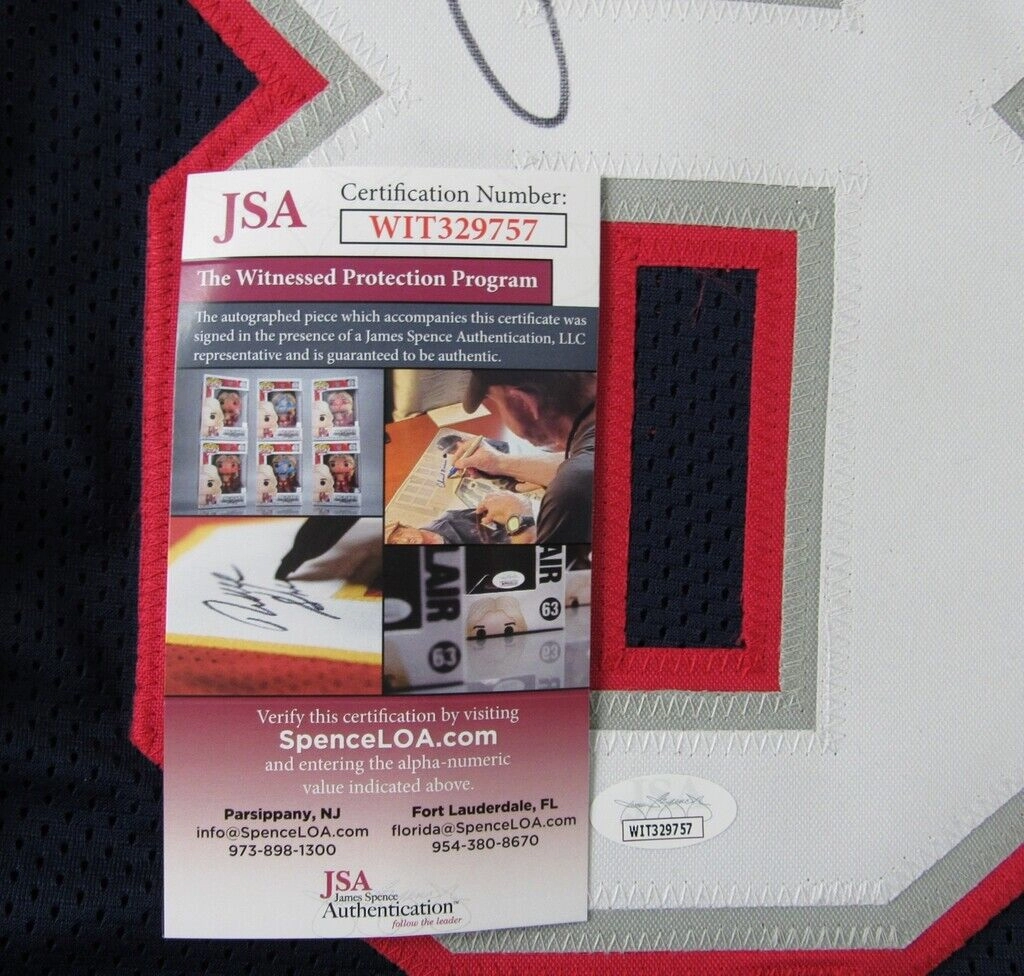 JSA
Certification Number:
WIT329757
The Witnessed Protection Program
The autographed piece which accompanies this certificate was
signed in the presence of a James Spence Authentication, LLC
representative and is guaranteed to be authentic.
LAIR
63
AIR
63
Verify this certification by visiting
SpenceLOA.com
and entering the alpha-numeric
value indicated above.
Parsippany, NJ
info@SpenceLOA.com
973-898-1300
Fort Lauderdale, FL
florida@SpenceLOA.com
954-380-8670
JSA
James Spence
Authentication™
follow the leader
WIT329757